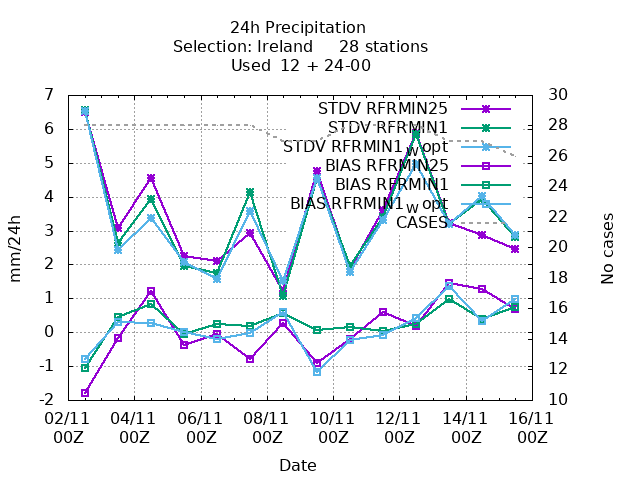 24h Precipitation
Selection: Ireland 28 stations
Used 12 + 24-00
STDV RFRMIN25
STDV RFRMIN1
STDV RFRMIN1_w opt
BIAS RFRMIN25
BIAS RFRMIN1
BIAS RFRMIN1_w opt
CASES
7
6
5
4
3
2
1
0
-1
-2
mm/24h
30
28
26
24
22
20
18
16
14
12
10
No cases
02/11 04/11 06/11 08/11 10/11 12/11 14/11 16/11
00Z 00Z 00Z 00Z 00Z 00Z 00Z 00Z
Date